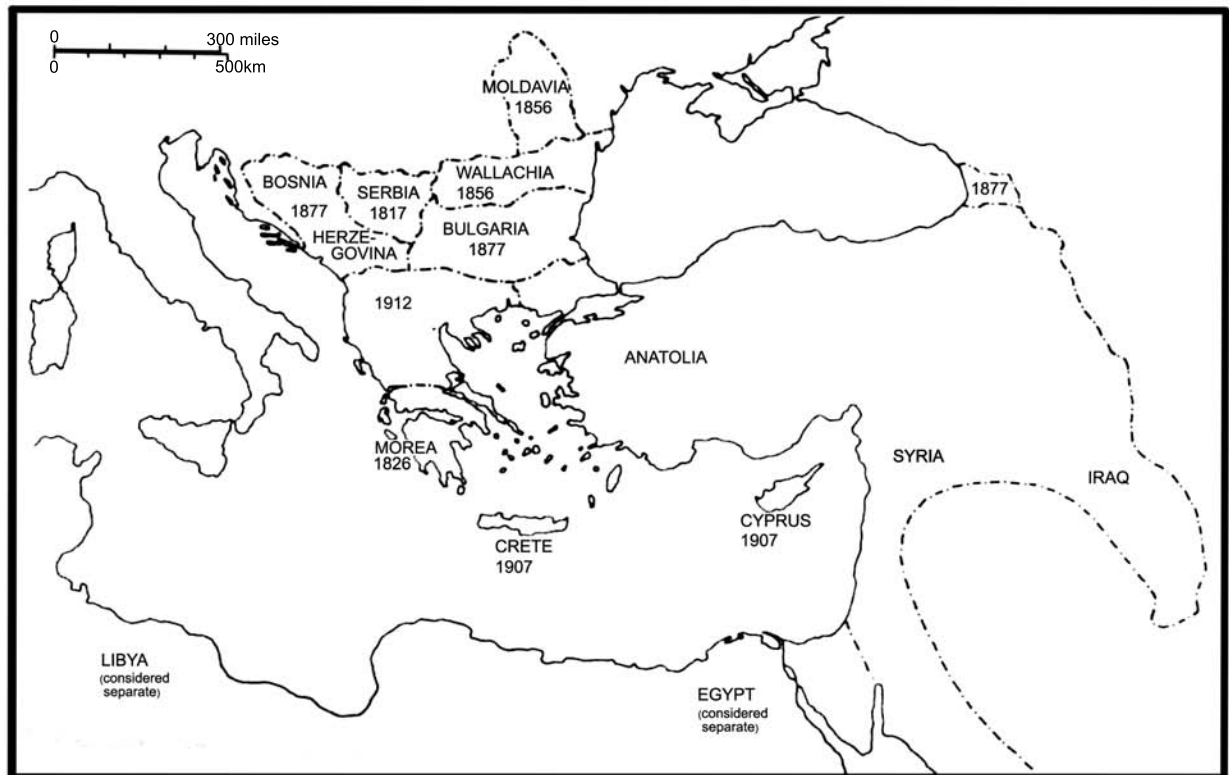 0 300 miles
0 500km
MOLDAVIA
1856
BOSNIA
1877
SERBIA
1817
WALLACHIA
1856
1877
HERZE-
GOVINA
BULGARIA
1877
1912
ANATOLIA
MOREA
1826
SYRIA
IRAQ
CRETE
1907
CYPRUS
1907
LIBYA
(considered
separate)
EGYPT
(considered
separate)